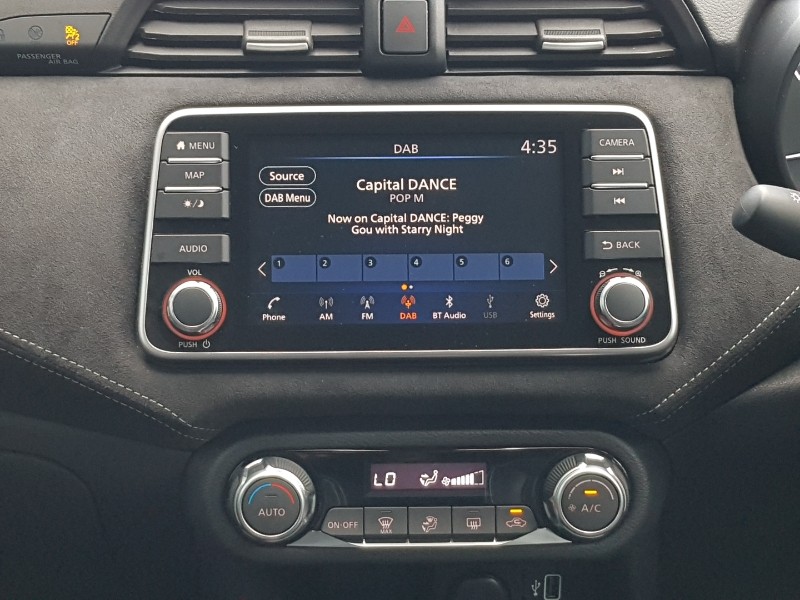 OFF
PASSENGER
AIR BAG
MENU
MAP
AUDIO
VOL
PUSH
DAB
4:35
Source
DAB Menu
Capital DANCE
POP M
Now on Capital DANCE: Peggy
Gou with Starry Night
1 2 3 4 5 6
Phone AM FM DAB BT Audio USB Settings
CAMERA
BACK
PUSH SOUND
LO
AUTO
ON·OFF
MAX
A/C